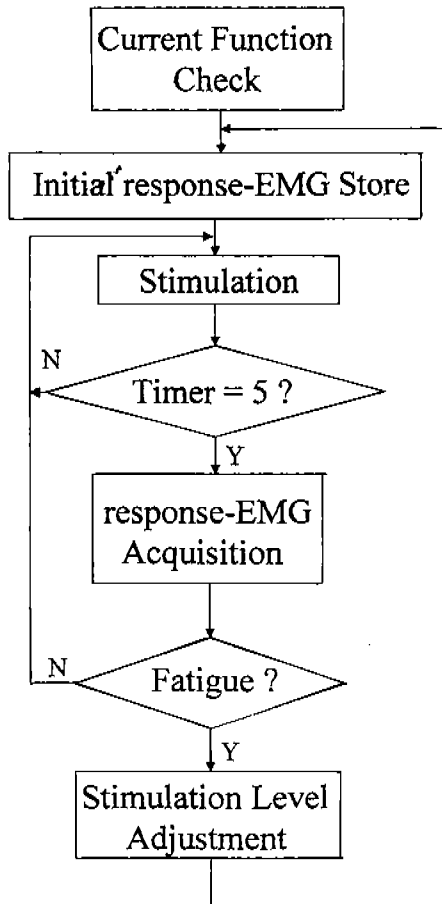 Current Function
Check
Initial response-EMG Store
Stimulation
N
Timer = 5 ?
Y
response-EMG
Acquisition
N
Fatigue ?
Y
Stimulation Level
Adjustment